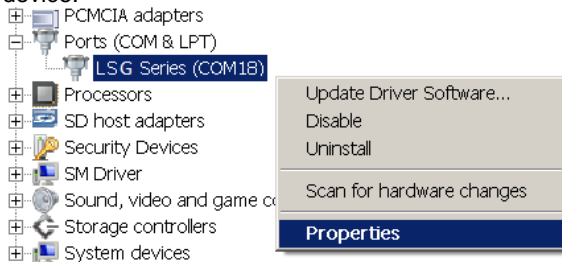 device.
PCMCIA adapters
Ports (COM & LPT)
LSG Series (COM18)
Processors
SD host adapters
Security Devices
SM Driver
Sound, video and game co
Storage controllers
System devices
Update Driver Software...
Disable
Uninstall
Scan for hardware changes
Properties